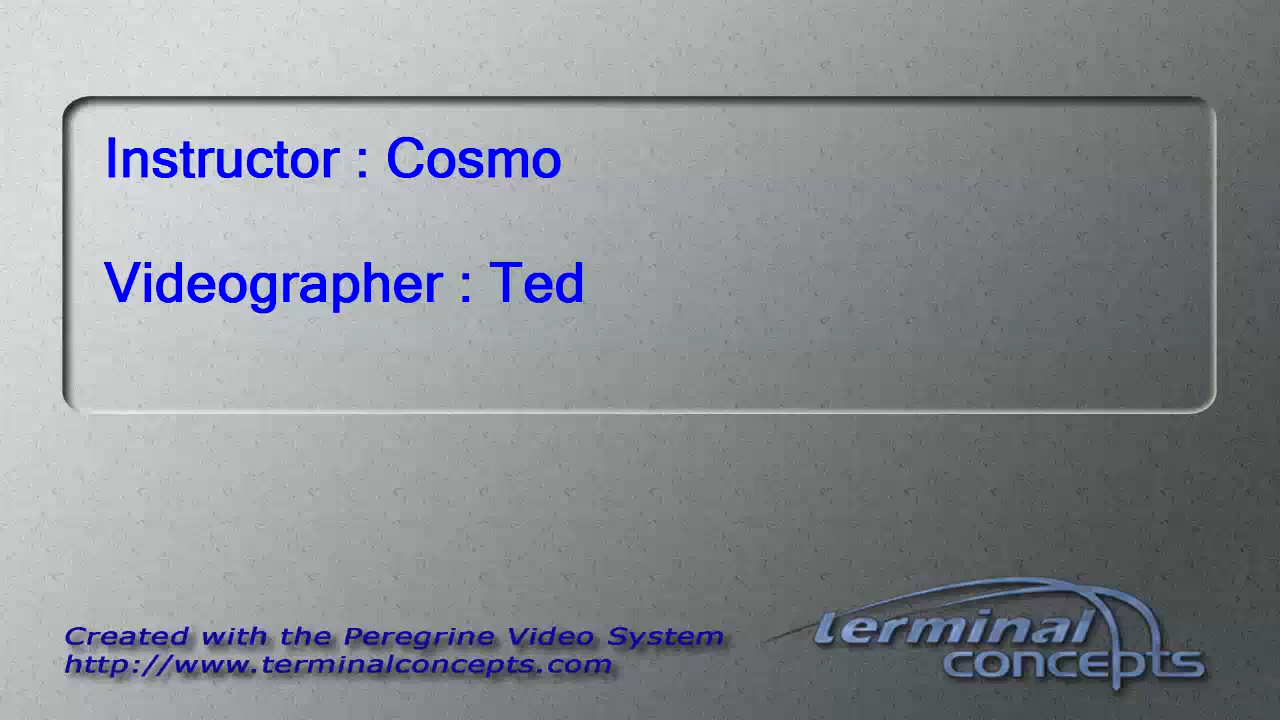 Instructor : Cosmo
Videographer : Ted
Created with the Peregrine Video System
http://www.terminalconcepts.com
terminal
concepts